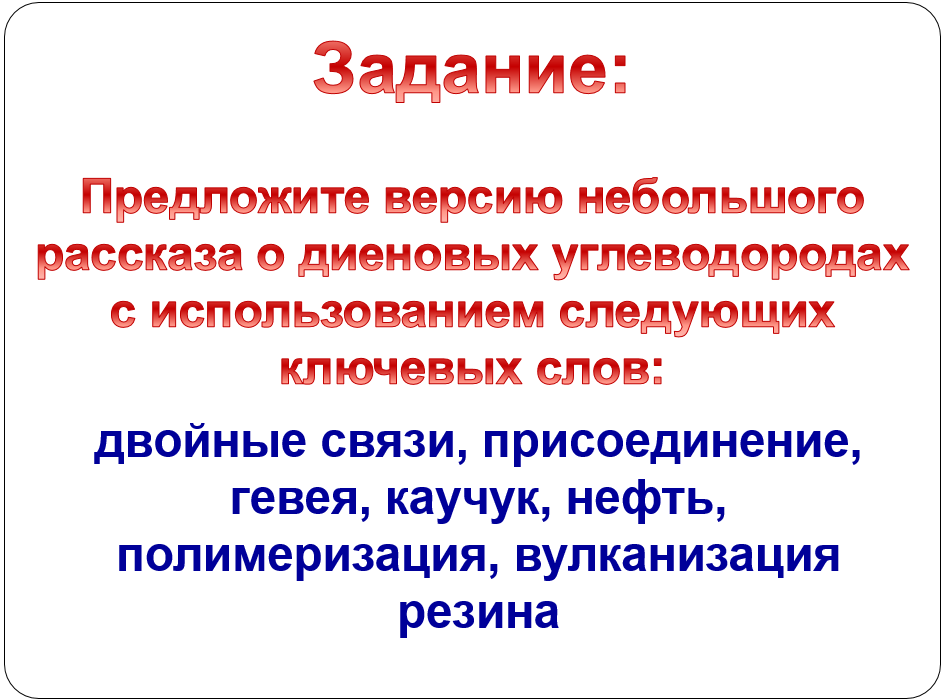 Задание:
Предложите версию небольшого
рассказа о диеновых углеводородах
с использованием следующих
ключевых слов:
двойные связи, присоединение,
гевея, каучук, нефть,
полимеризация, вулканизация
резина